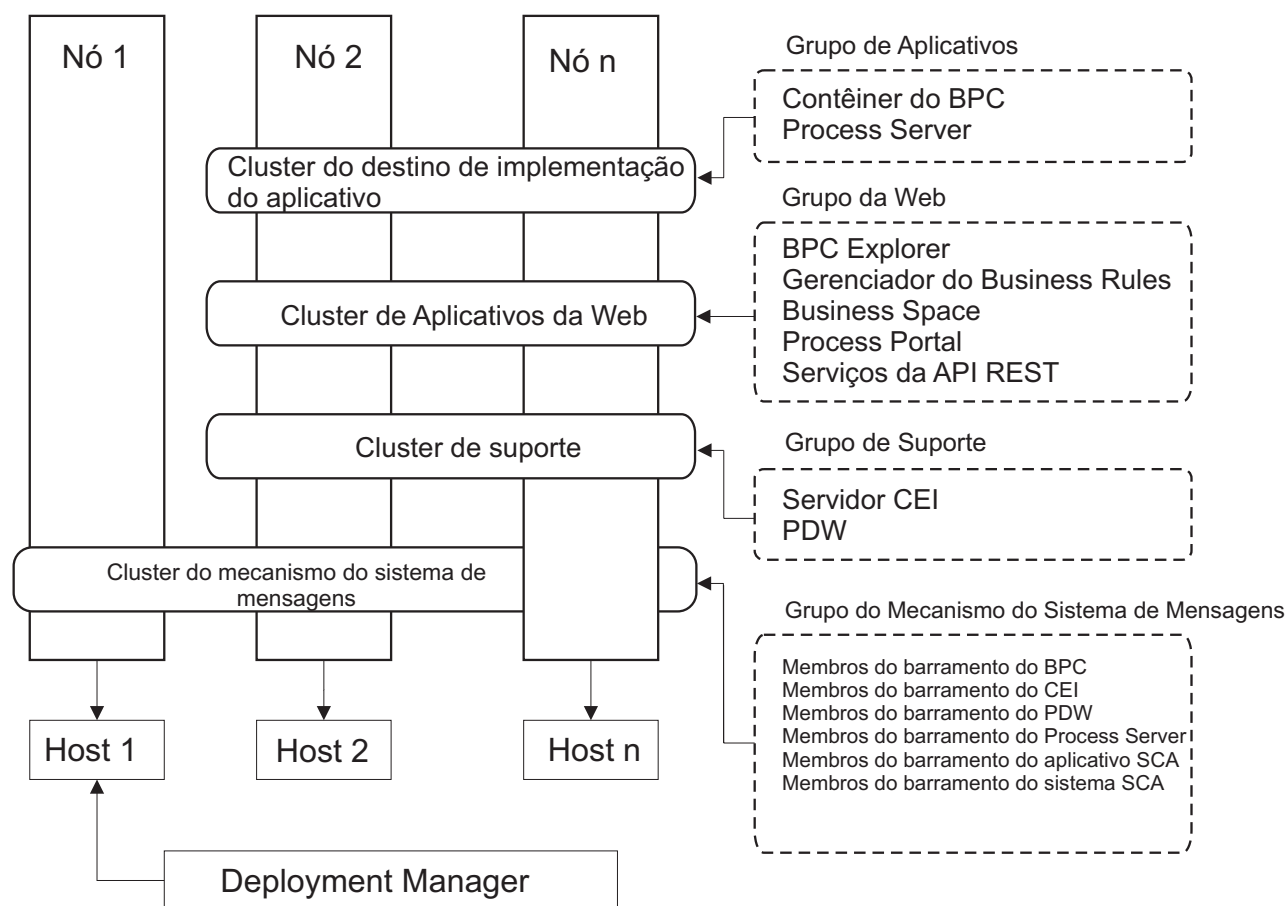 Nó 1
Nó 2
Nó n
Cluster do destino de implementação
do aplicativo
Cluster de Aplicativos da Web
Cluster de suporte
Cluster do mecanismo do sistema de
mensagens
Host 1
Host 2
Host n
Deployment Manager
Grupo de Aplicativos
Contêiner do BPC
Process Server
Grupo da Web
BPC Explorer
Gerenciador do Business Rules
Business Space
Process Portal
Serviços da API REST
Grupo de Suporte
Servidor CEI
PDW
Grupo do Mecanismo do Sistema de Mensagens
Membros do barramento do BPC
Membros do barramento do CEI
Membros do barramento do PDW
Membros do barramento do Process Server
Membros do barramento do aplicativo SCA
Membros do barramento do sistema SCA